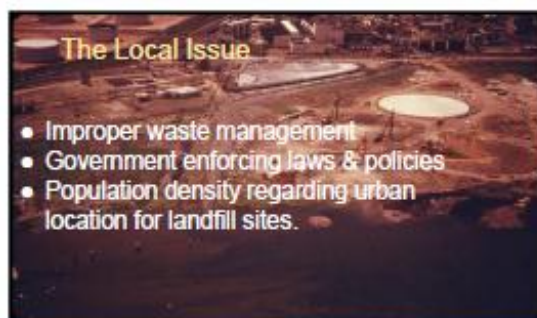 The Local Issue
● Improper waste management
● Government enforcing laws & policies
● Population density regarding urban
location for landfill sites.